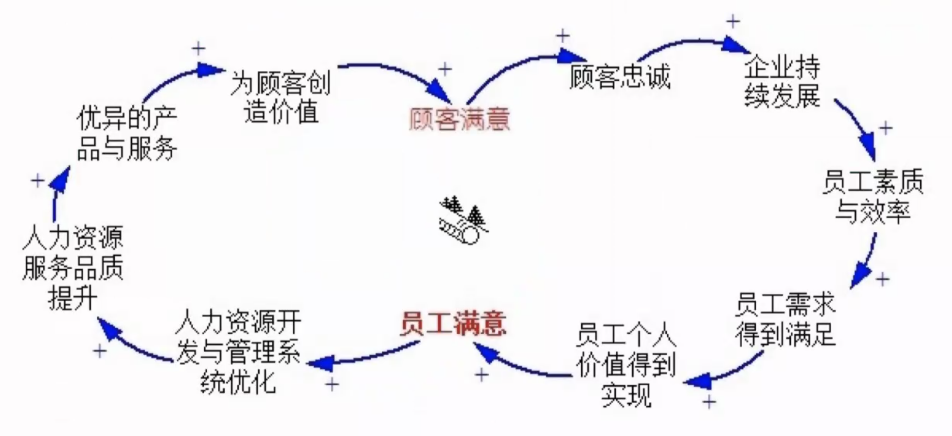 为顾客创
造价值
顾客满意
顾客忠诚
企业持
续发展
员工素质
与效率
员工需求
得到满足
员工个人
价值得到
实现
员工满意
人力资源开
发与管理系
统优化
人力资源
服务品质
提升
优异的产
品与服务
+
+
+
+
+
+
+
+
+
+
+